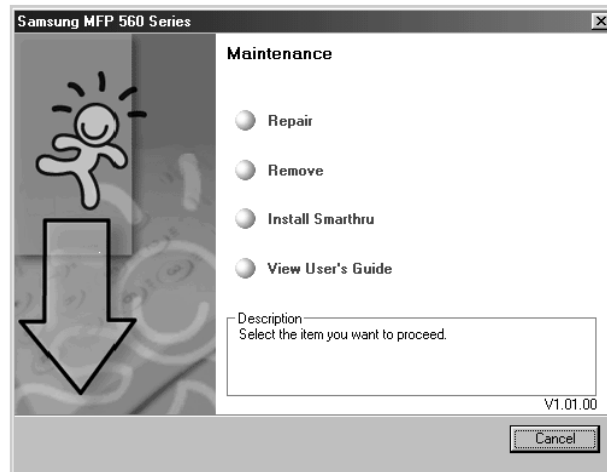 Samsung MFP 560 Series
Maintenance
Repair
Remove
Install Smarthru
View User's Guide
Description
Select the item you want to proceed.
V1.01.00
Cancel